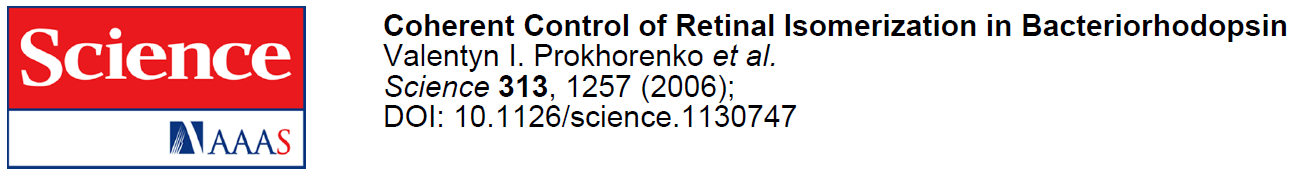 Science
AAAS
Coherent Control of Retinal Isomerization in Bacteriorhodopsin
Valentyn I. Prokhorenko et al.
Science 313, 1257 (2006);
DOI: 10.1126/science.1130747